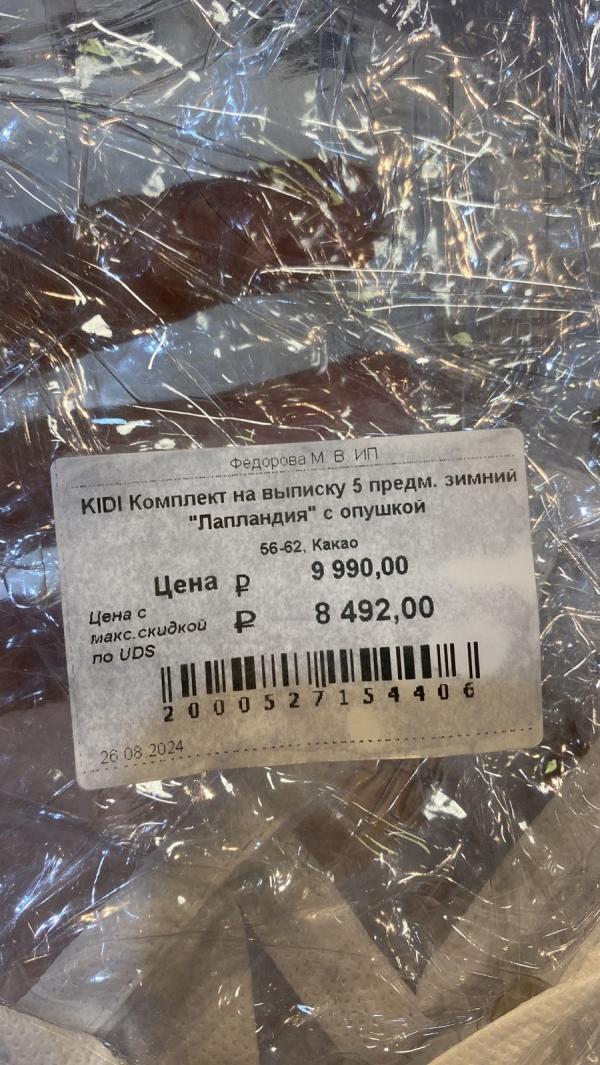 Фёдорова М. В. ИП
KIDI Комплект на выписку 5 предм. зимний
"Лапландия" с опушкой
56-62, Какао
Цена ₽ 9 990,00
Цена с
макс.скидкой
по UDS
₽ 8 492,00
2000527154406
26.08.2024